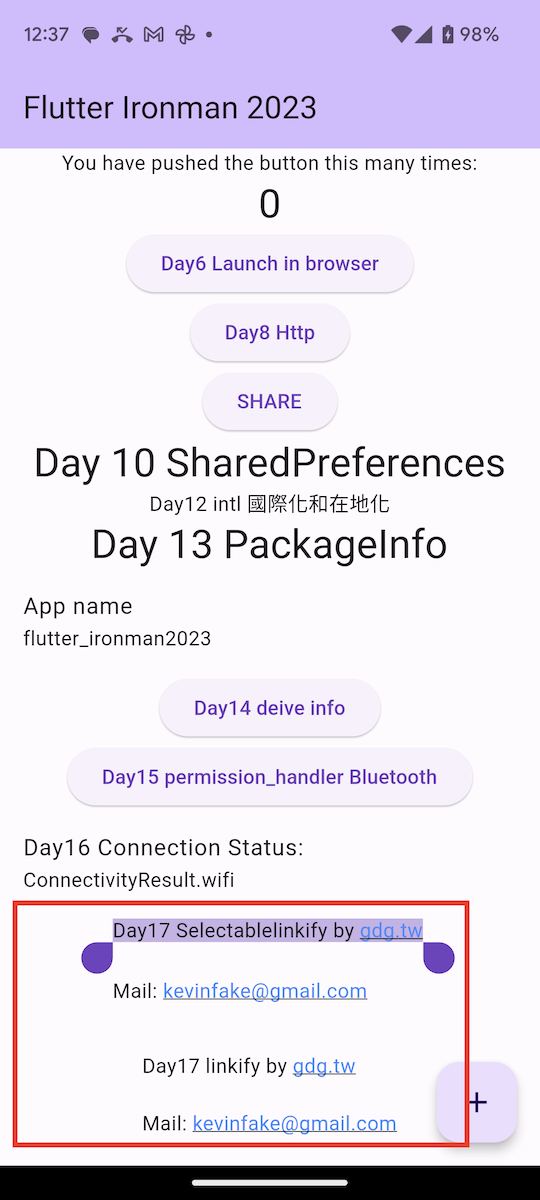 12:37
98%
Flutter Ironman 2023
You have pushed the button this many times:
0
Day6 Launch in browser
Day8 Http
SHARE
Day 10 SharedPreferences
Day12 intl 國際化和在地化
Day 13 PackageInfo
App name
flutter_ironman2023
Day14 deive info
Day15 permission_handler Bluetooth
Day16 Connection Status:
ConnectivityResult.wifi
Day17 Selectablelinkify by gdg.tw
Mail: kevinfake@gmail.com
Day17 linkify by gdg.tw
Mail: kevinfake@gmail.com
+